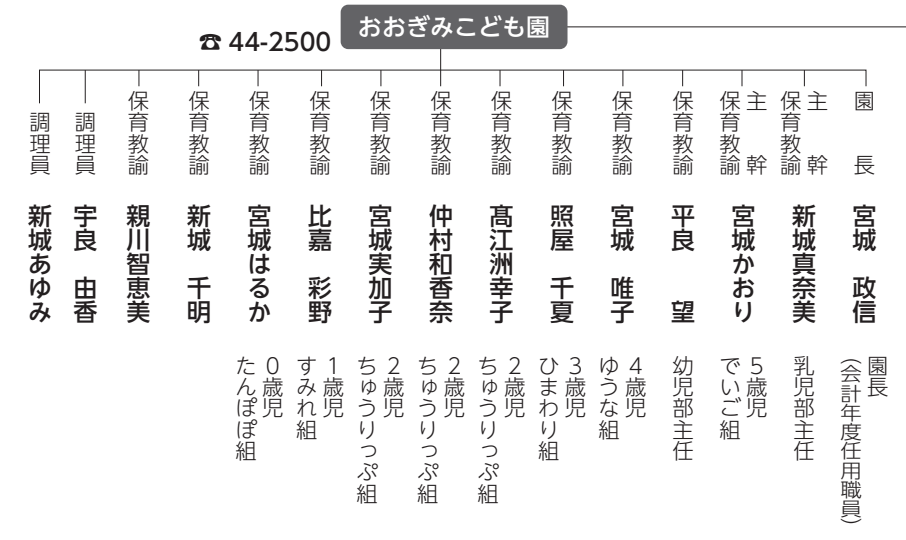 おおぎみこども園
☎ 44-2500
園長
宮城 政信
園長
(会計年度任用職員)
主幹
保育教諭
新城真奈美
乳児部主任
主幹
保育教諭
宮城かおり
5歳児
でいご組
保育教諭
平良 望
幼児部主任
保育教諭
宮城 唯子
4歳児
ゆうな組
保育教諭
照屋 千夏
3歳児
ひまわり組
保育教諭
髙江洲幸子
2歳児
ちゅうりっぷ組
保育教諭
仲村和香奈
2歳児
ちゅうりっぷ組
保育教諭
宮城実加子
2歳児
ちゅうりっぷ組
保育教諭
比嘉 彩野
1歳児
すみれ組
保育教諭
宮城はるか
0歳児
たんぽぽ組
保育教諭
新城 千明
保育教諭
親川智恵美
調理員
宇良 由香
調理員
新城あゆみ